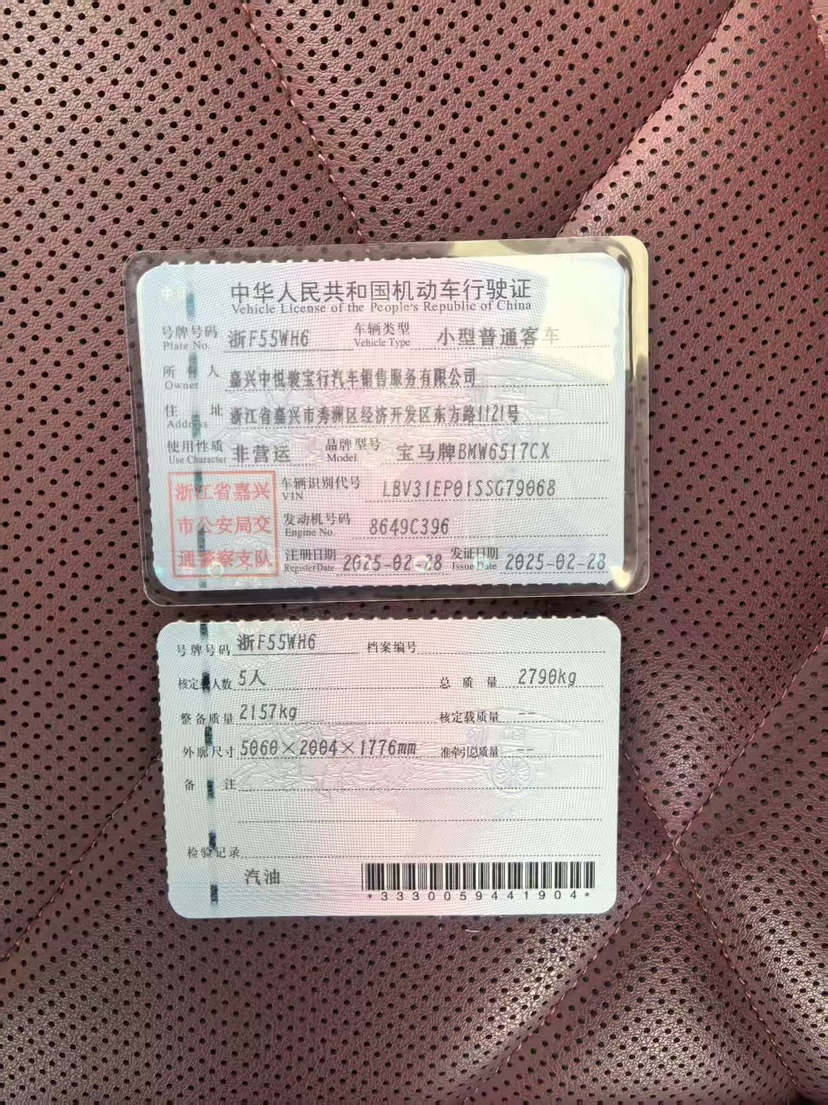 中华人民共和国机动车行驶证
Vehicle License of the People's Republic of China
号牌号码 浙F55WH6 车辆类型 小型普通客车
Plate No. Vehicle Type
所有人 嘉兴中悦骏宝行汽车销售服务有限公司
Owner
住址 浙江省嘉兴市秀洲区经济开发区东方路1121号
Address
使用性质 非营运 品牌型号 宝马牌BMW6517CX
Use Character Model
浙江省嘉兴
市公安局交
通警察支队
车辆识别代号 LBV31EP01SSG79068
VIN
发动机号码 8649C396
Engine No.
注册日期 2025-02-28 发证日期 2025-02-28
Register Date Issue Date
号牌号码 浙F55WH6 档案编号
核定载人数 5人 总质量 2790kg
整备质量 2157kg 核定载质量 --
外廓尺寸 5060×2004×1776mm 准牵引总质量 --
备注
检验记录
汽油
*3330059441904*